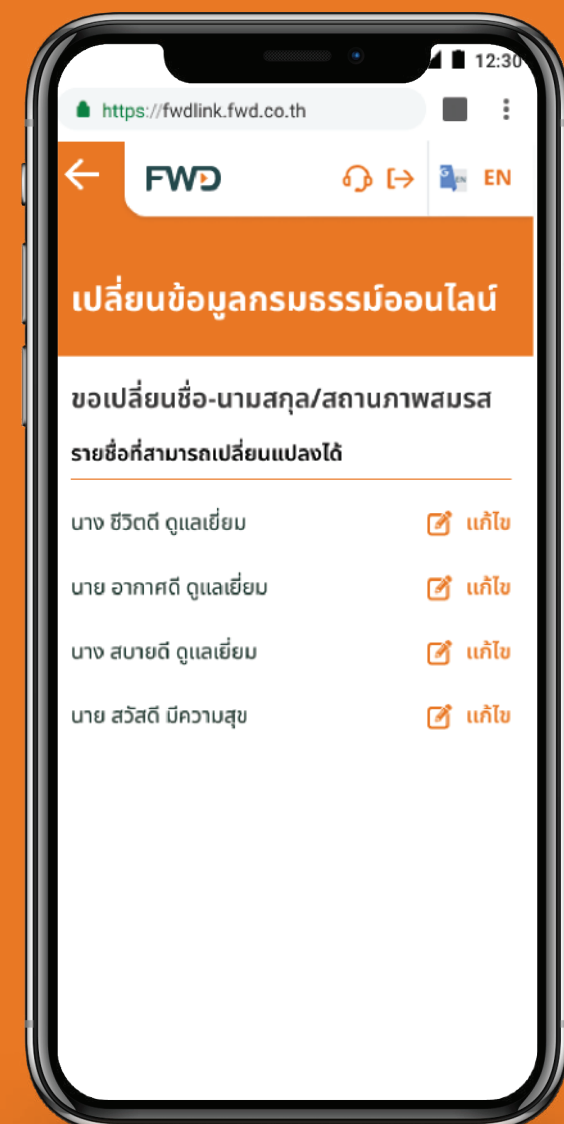 12:30
https://fwdlink.fwd.co.th
FWD EN
เปลี่ยนข้อมูลกรมธรรม์ออนไลน์
ขอเปลี่ยนชื่อ-นามสกุล/สถานภาพสมรส
รายชื่อที่สามารถเปลี่ยนแปลงได้
นาง ชีวิตดี ดูแลเยี่ยม แก้ไข
นาย อากาศดี ดูแลเยี่ยม แก้ไข
นาง สบายดี ดูแลเยี่ยม แก้ไข
นาย สวัสดี มีความสุข แก้ไข